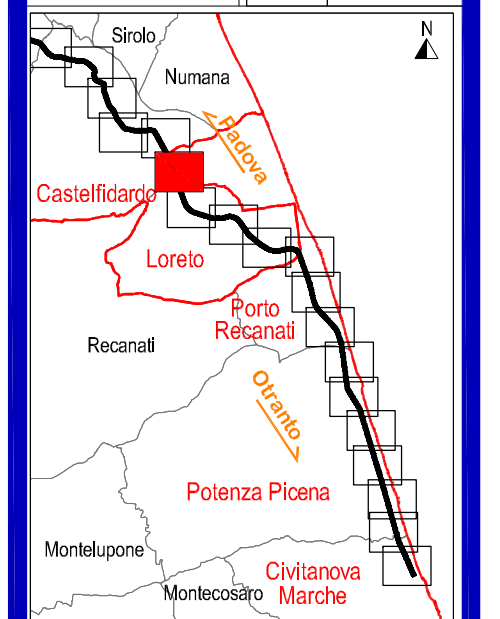 Sirolo
N
Numana
Padova
Castelfidardo
Loreto
Porto
Recanati
Recanati
Otranto
Potenza Picena
Montelupone
Civitanova
Marche
Montecosaro